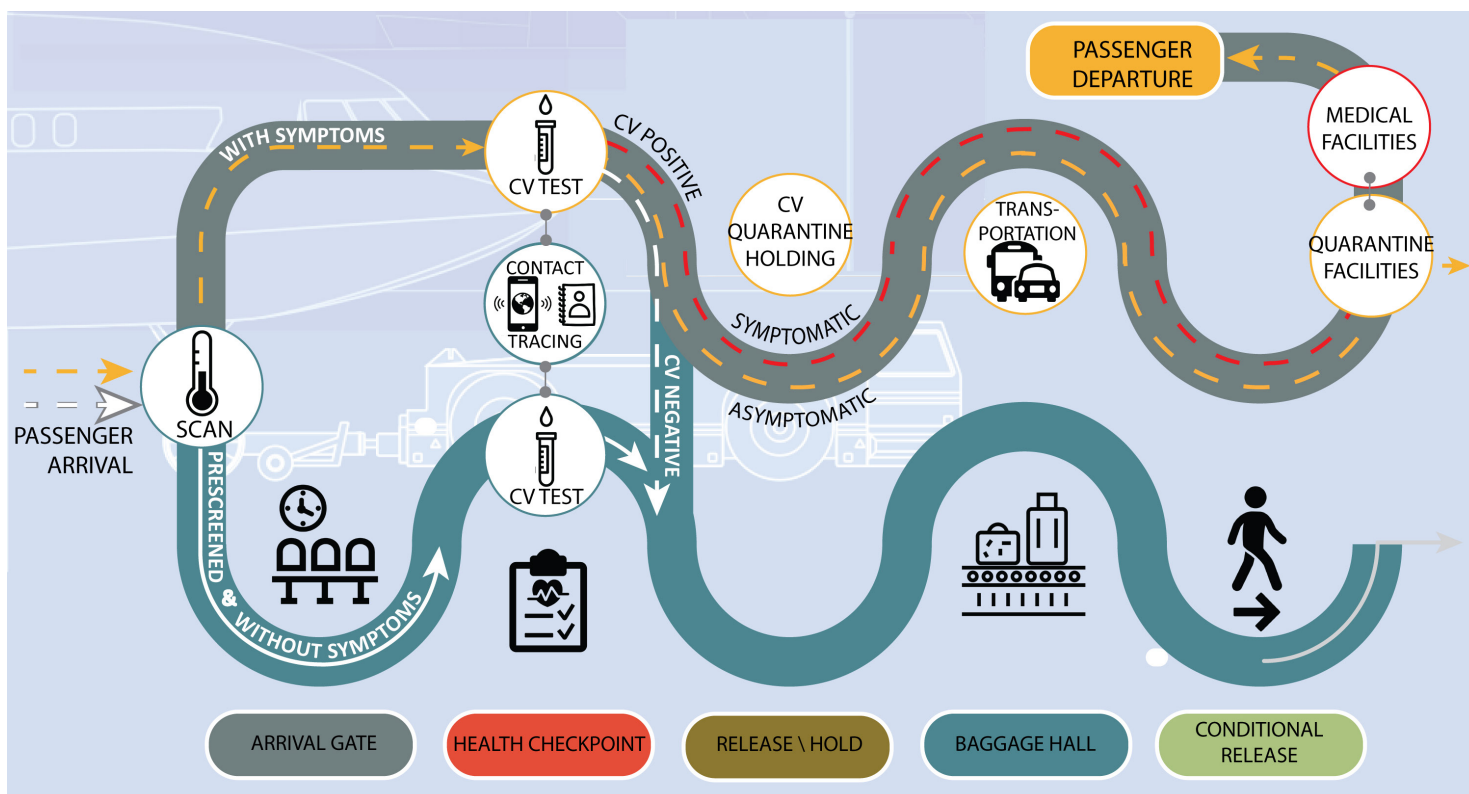 PASSENGER
DEPARTURE
MEDICAL
FACILITIES
WITH SYMPTOMS
CV TEST
CV POSITIVE
CV
QUARANTINE
HOLDING
TRANS-
PORTATION
QUARANTINE
FACILITIES
CONTACT
TRACING
SYMPTOMATIC
ASYMPTOMATIC
CV NEGATIVE
SCAN
PASSENGER
ARRIVAL
PRESCREENED & WITHOUT SYMPTOMS
CV TEST
ARRIVAL GATE
HEALTH CHECKPOINT
RELEASE \ HOLD
BAGGAGE HALL
CONDITIONAL
RELEASE